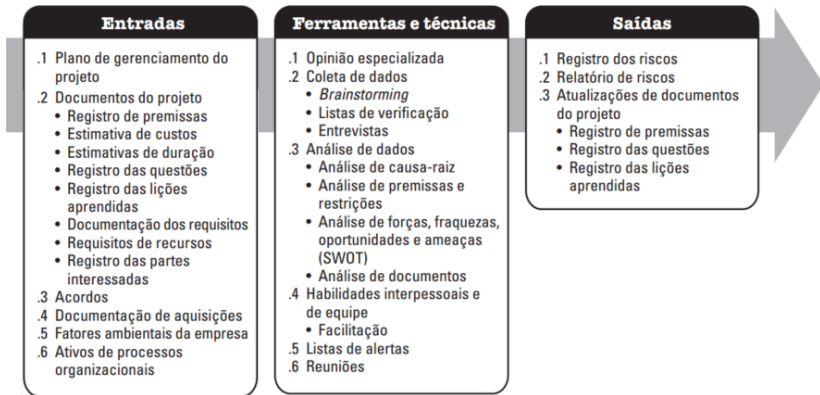 Entradas
.1 Plano de gerenciamento do
projeto
.2 Documentos do projeto
• Registro de premissas
• Estimativa de custos
• Estimativas de duração
• Registro das questões
• Registro das lições
aprendidas
• Documentação dos requisitos
• Requisitos de recursos
• Registro das partes
interessadas
.3 Acordos
.4 Documentação de aquisições
.5 Fatores ambientais da empresa
.6 Ativos de processos
organizacionais
Ferramentas e técnicas
.1 Opinião especializada
.2 Coleta de dados
• Brainstorming
• Listas de verificação
• Entrevistas
.3 Análise de dados
• Análise de causa-raiz
• Análise de premissas e
restrições
• Análise de forças, fraquezas,
oportunidades e ameaças
(SWOT)
• Análise de documentos
.4 Habilidades interpessoais e
de equipe
• Facilitação
.5 Listas de alertas
.6 Reuniões
Saídas
.1 Registro dos riscos
.2 Relatório de riscos
.3 Atualizações de documentos
do projeto
• Registro de premissas
• Registro das questões
• Registro das lições
aprendidas